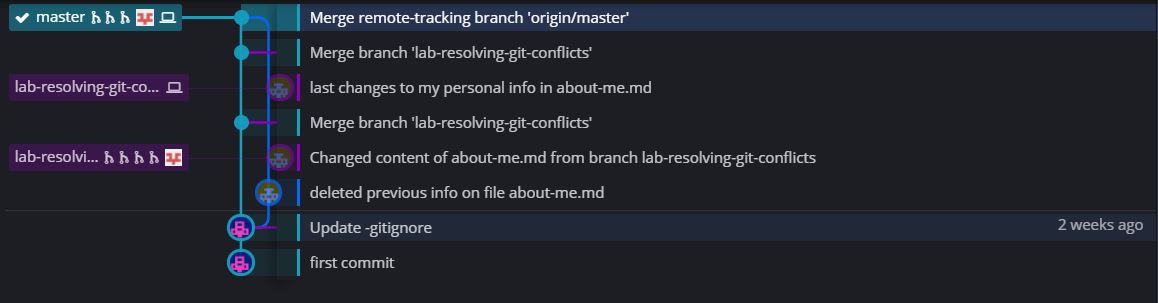 master
Merge remote-tracking branch 'origin/master'
Merge branch 'lab-resolving-git-conflicts'
lab-resolving-git-co...
last changes to my personal info in about-me.md
Merge branch 'lab-resolving-git-conflicts'
lab-resolvi...
Changed content of about-me.md from branch lab-resolving-git-conflicts
deleted previous info on file about-me.md
Update -gitignore
2 weeks ago
first commit